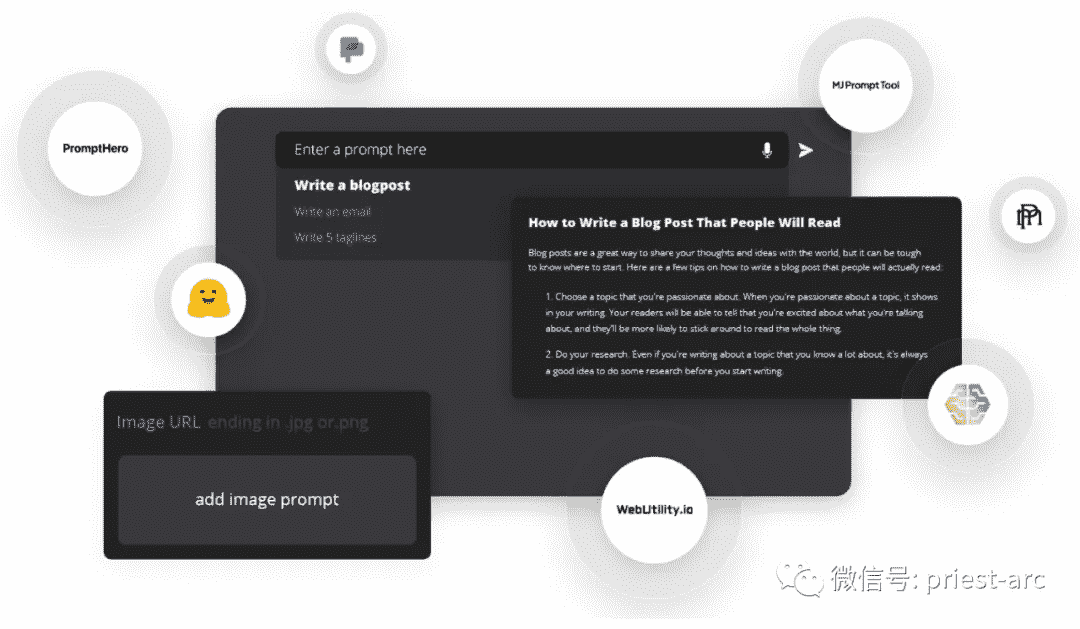 MJ Prompt Tool
PromptHero
Enter a prompt here
Write a blogpost
Write an email
Write 5 taglines
How to Write a Blog Post That People Will Read
Blog posts are a great way to share your thoughts and ideas with the world, but it can be tough
to know where to start. Here are a few tips on how to write a blog post that people will actually read:
1. Choose a topic that you're passionate about. When you're passionate about a topic, it shows
in your writing. Your readers will be able to tell that you're excited about what you're talking
about, and they'll be more likely to stick around to read the whole thing.
2. Do your research. Even if you're writing about a topic that you know a lot about, it's always
a good idea to do some research before you start writing.
Image URL ending in .jpg or.png
add image prompt
WebUtility.io
微信号: priest-arc